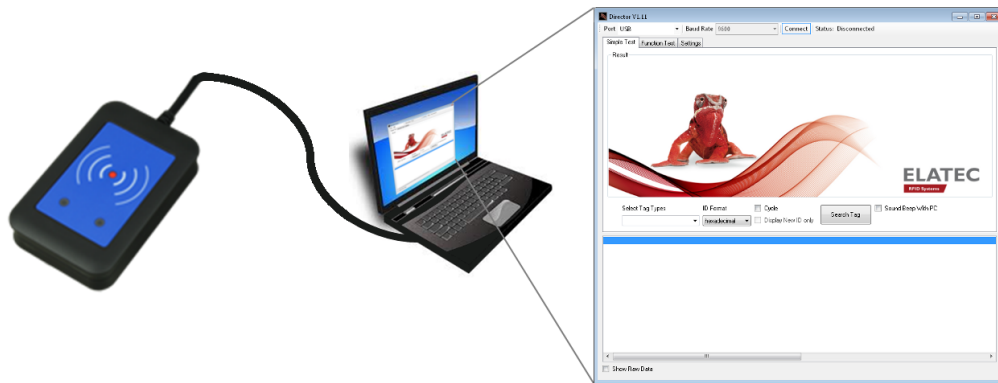 Director V1.11
Port USB Baud Rate 9600 Connect Status: Disconnected
Simple Test Function Test Settings
Result
ELATEC
RFID Systems
Select Tag Types ID Format Cycle Search Tag Sound Beep With PC
hexadecimal Display New ID only
Show Raw Data